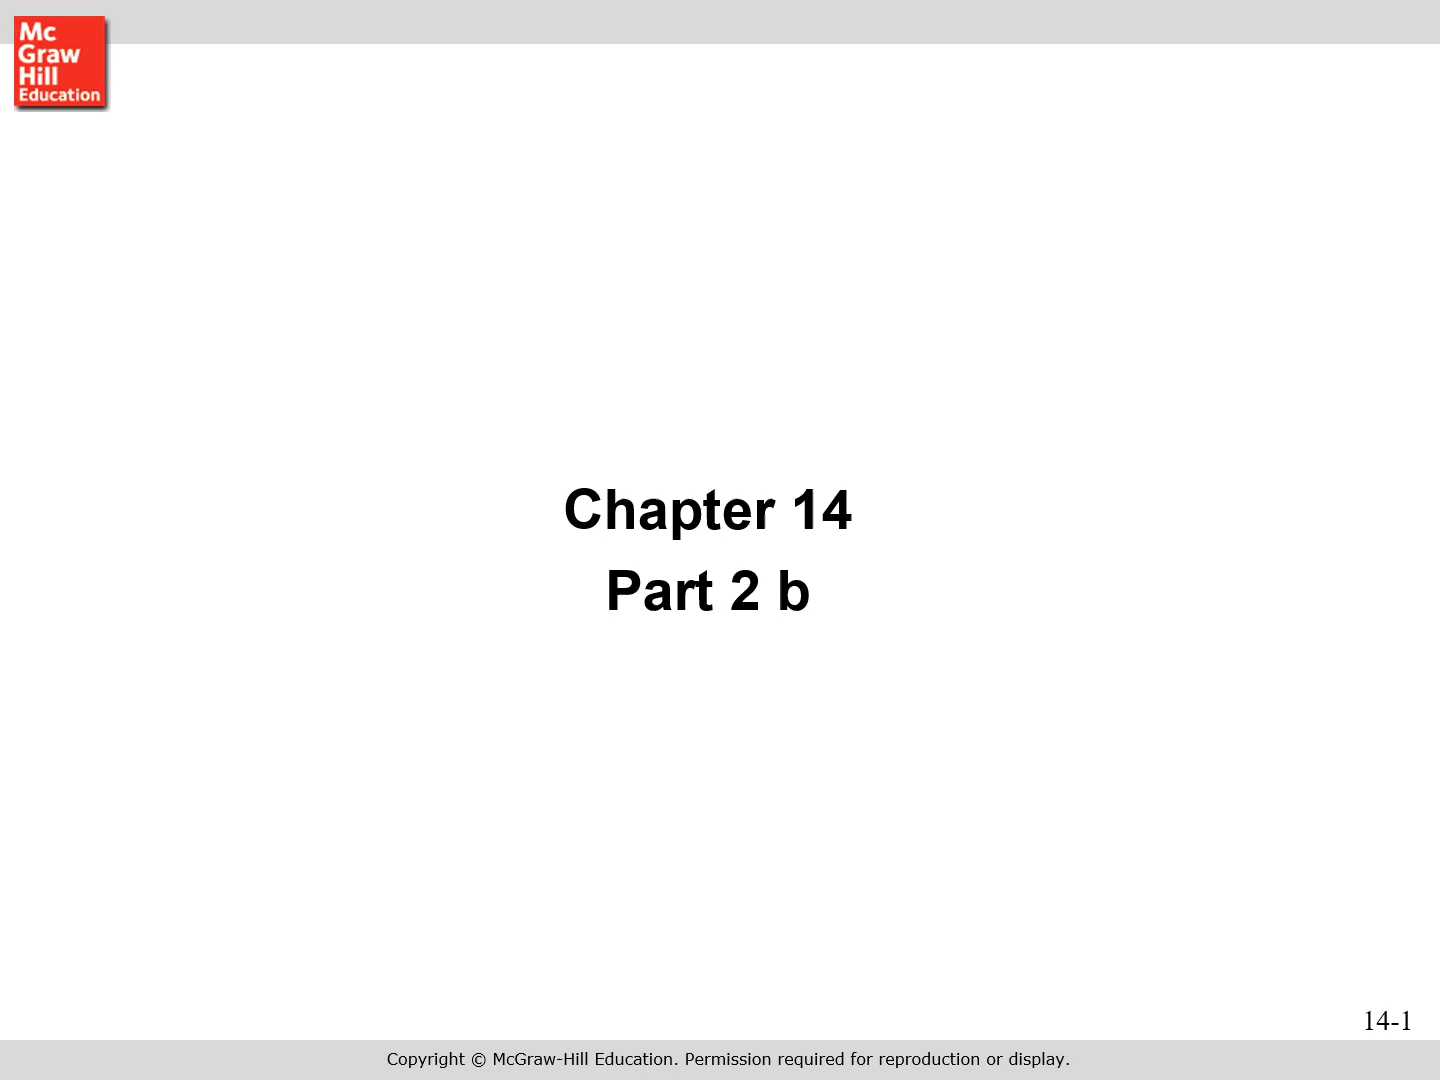 Mc
Graw
Hill
Education
Chapter 14
Part 2 b
14-1
Copyright © McGraw-Hill Education. Permission required for reproduction or display.